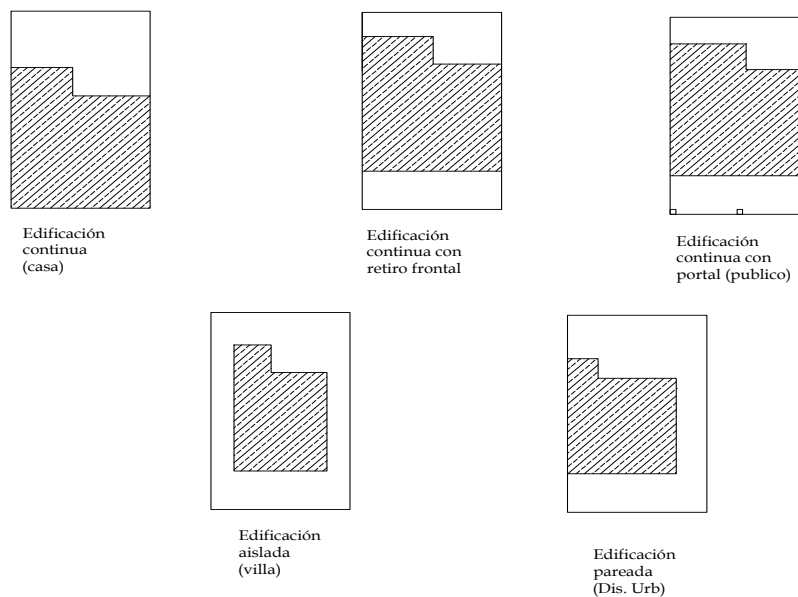 Edificación
continua
(casa)
Edificación
continua con
retiro frontal
Edificación
continua con
portal (publico)
Edificación
aislada
(villa)
Edificación
pareada
(Dis. Urb)